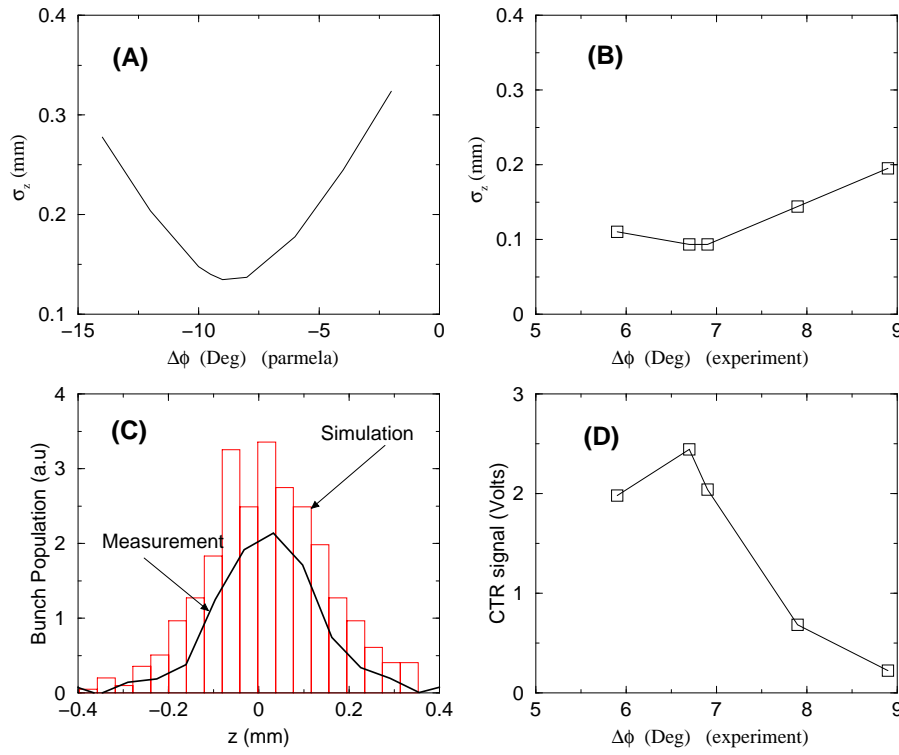 (A)
0.4
0.3
0.2
0.1
σz (mm)
−15
−10
−5
0
Δϕ (Deg) (parmela)
(B)
0.4
0.3
0.2
0.1
0
σz (mm)
5
6
7
8
9
Δϕ (Deg) (experiment)
(C)
4
3
2
1
0
Bunch Population (a.u)
Simulation
Measurement
−0.4
−0.2
0
0.2
0.4
z (mm)
(D)
3
2
1
0
CTR signal (Volts)
5
6
7
8
9
Δϕ (Deg) (experiment)